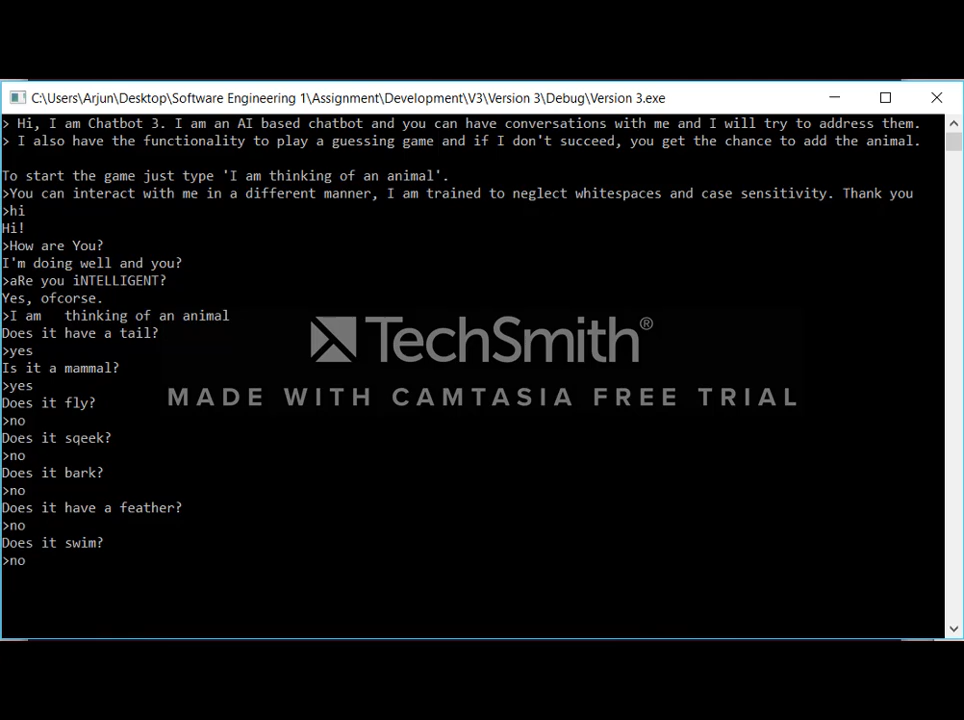 C:\Users\Arjun\Desktop\Software Engineering 1\Assignment\Development\V3\Version 3\Debug\Version 3.exe
> Hi, I am Chatbot 3. I am an AI based chatbot and you can have conversations with me and I will try to address them.
> I also have the functionality to play a guessing game and if I don't succeed, you get the chance to add the animal.
To start the game just type 'I am thinking of an animal'.
>You can interact with me in a different manner, I am trained to neglect whitespaces and case sensitivity. Thank you
>hi
Hi!
>How are You?
I'm doing well and you?
>aRe you iNTELLIGENT?
Yes, ofcorse.
>I am   thinking of an animal
Does it have a tail?
>yes
Is it a mammal?
>yes
Does it fly?
>no
Does it sqeek?
>no
Does it bark?
>no
Does it have a feather?
>no
Does it swim?
>no
TechSmith®
MADE WITH CAMTASIA FREE TRIAL